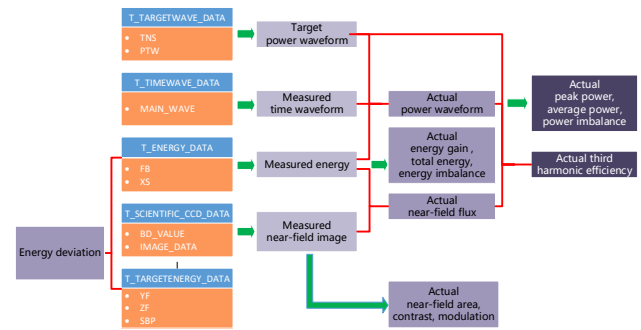 T_TARGETWAVE_DATA
• TNS
• PTW
Target
power waveform
T_TIMEWAVE_DATA
• MAIN_WAVE
Measured
time waveform
Actual
power waveform
Actual
peak power,
average power,
power imbalance
T_ENERGY_DATA
• FB
• XS
Measured energy
Actual
energy gain ,
total energy,
energy imbalance
Actual third
harmonic efficiency
T_SCIENTIFIC_CCD_DATA
• BD_VALUE
• IMAGE_DATA
Measured
near-field image
Actual
near-field flux
Energy deviation
T_TARGETENERGY_DATA
• YF
• ZF
• SBP
Actual
near-field area,
contrast, modulation